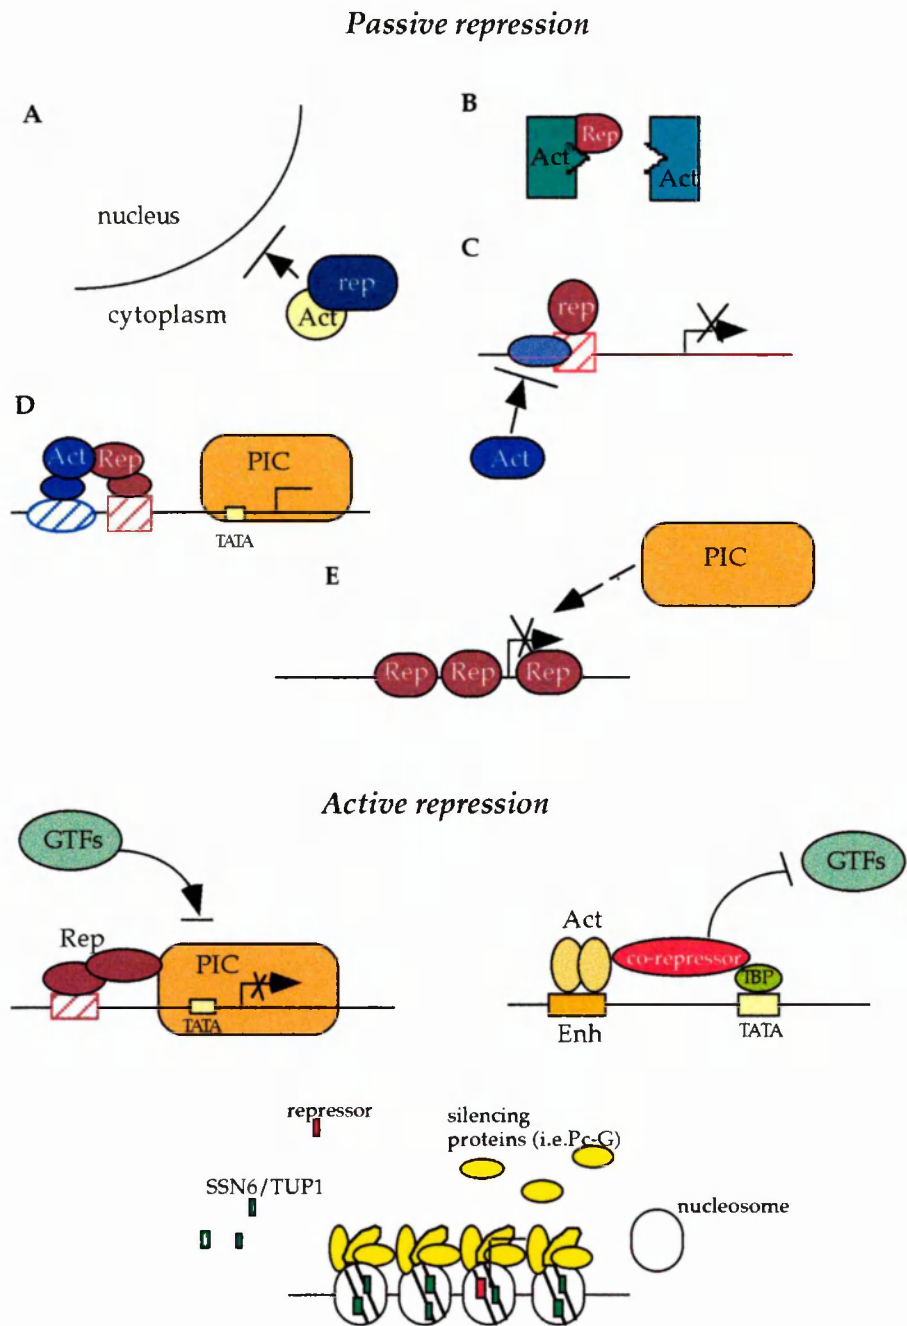 Passive repression
A
nucleus
cytoplasm
rep
Act
B
Act
Rep
Act
C
rep
Act
D
Act
Rep
PIC
TATA
E
PIC
Rep
Rep
Rep
Active repression
GTFs
Rep
PIC
TATA
GTFs
Act
co-repressor
TBP
Enh
TATA
repressor
silencing
proteins (i.e.Pc-G)
SSN6/TUP1
nucleosome